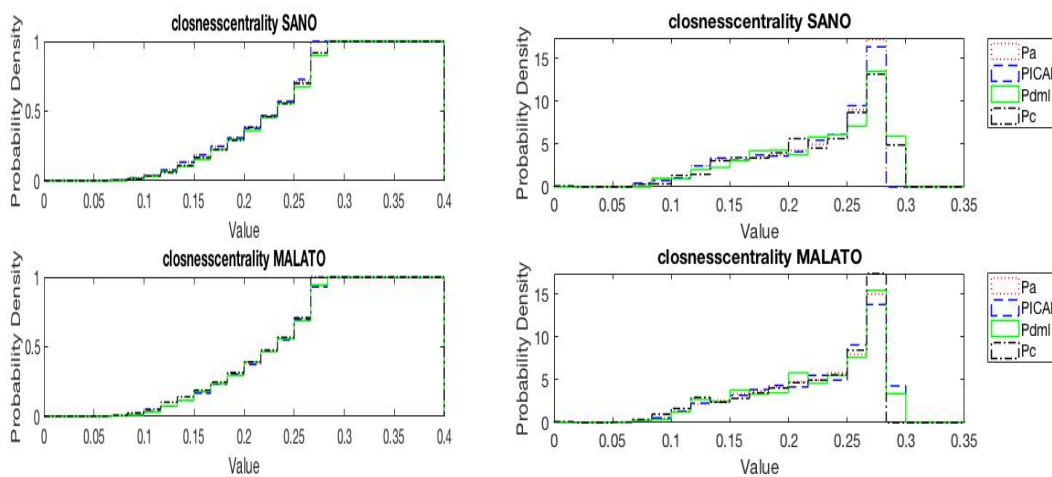 closnesscentrality SANO
Probability Density
1
0.5
0
0 0.05 0.1 0.15 0.2 0.25 0.3 0.35 0.4
Value
closnesscentrality SANO
Probability Density
15
10
5
0
0 0.05 0.1 0.15 0.2 0.25 0.3 0.35
Value
Pa
PICAI
Pdml
Pc
closnesscentrality MALATO
Probability Density
1
0.5
0
0 0.05 0.1 0.15 0.2 0.25 0.3 0.35 0.4
Value
closnesscentrality MALATO
Probability Density
15
10
5
0
0 0.05 0.1 0.15 0.2 0.25 0.3 0.35
Value
Pa
PICAI
Pdml
Pc